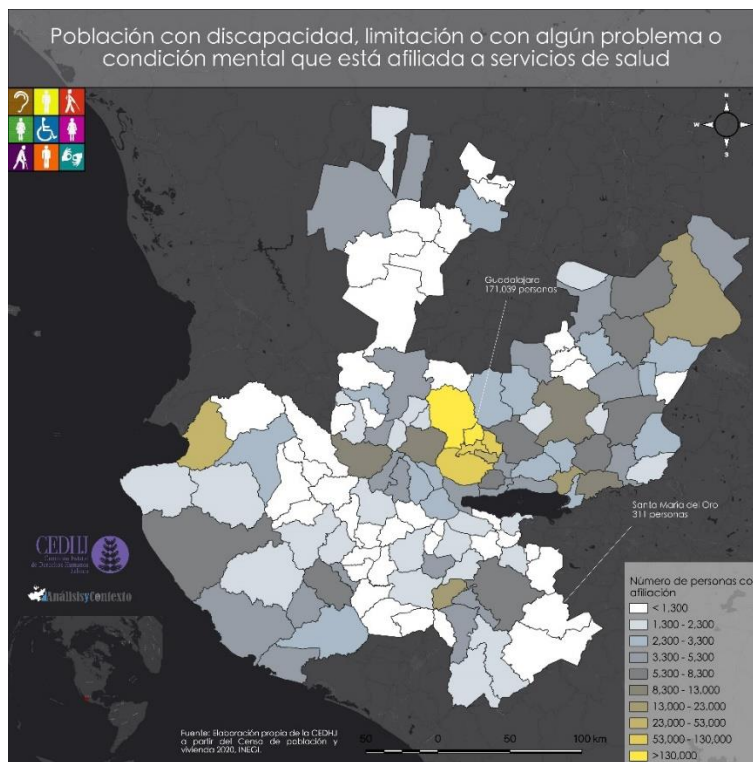 Población con discapacidad, limitación o con algún problema o
condición mental que está afiliada a servicios de salud
N
W
E
S
Guadalajara
171,039 personas
Santa María del Oro
311 personas
CEDHJ
de Derechos Humanos
AnálisisyContexto
Número de personas co
afiliación
< 1,300
1,300 - 2,300
2,300 - 3,300
3,300 - 5,300
5,300 - 8,300
8,300 - 13,000
13,000 - 23,000
23,000 - 53,000
53,000 - 130,000
>130,000
Fuente: Elaboración propia de la CEDHJ
a partir del Censo de población y
vivienda 2020, INEGI.
50
0
50
100 km